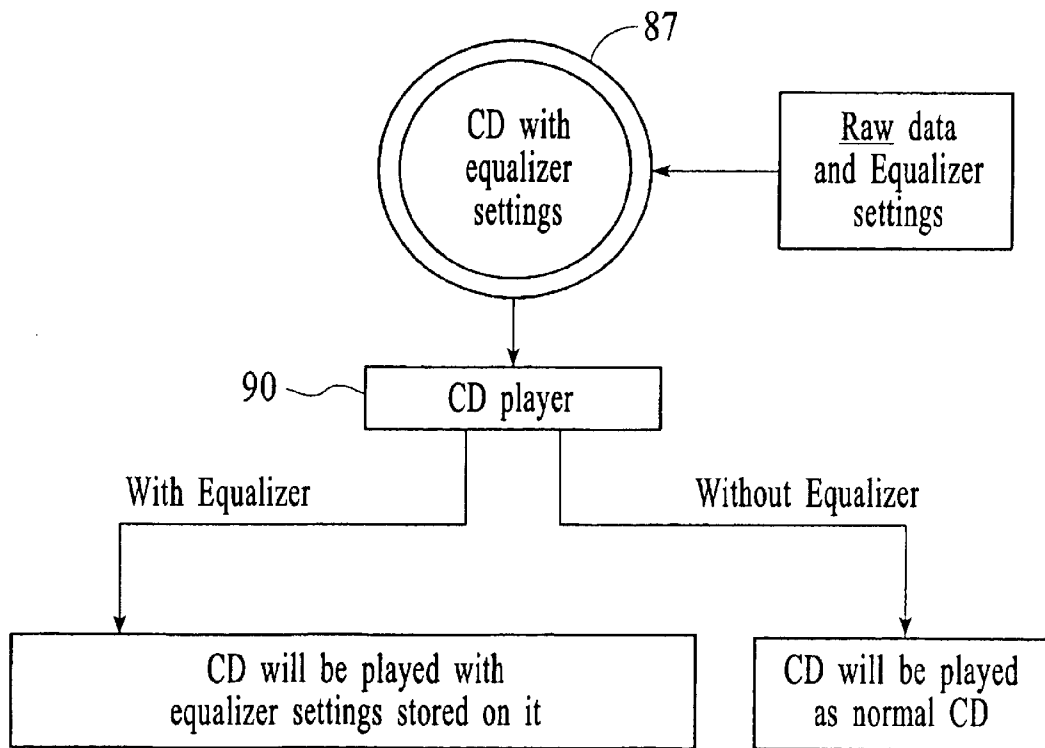 87
CD with
equalizer
settings
Raw data
and Equalizer
settings
90
CD player
With Equalizer
Without Equalizer
CD will be played with
equalizer settings stored on it
CD will be played
as normal CD